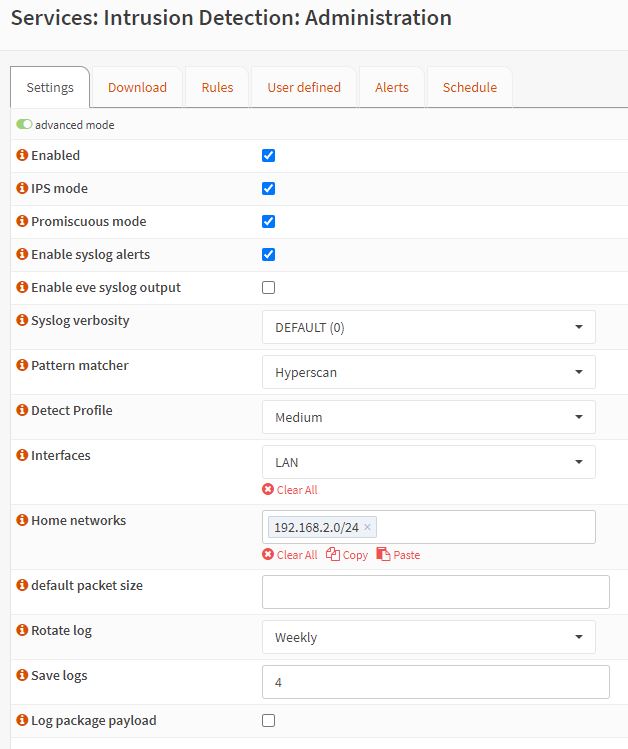 Services: Intrusion Detection: Administration
Settings Download Rules User defined Alerts Schedule
advanced mode
Enabled
IPS mode
Promiscuous mode
Enable syslog alerts
Enable eve syslog output
Syslog verbosity DEFAULT (0)
Pattern matcher Hyperscan
Detect Profile Medium
Interfaces LAN
Clear All
Home networks 192.168.2.0/24 ×
Clear All Copy Paste
default packet size
Rotate log Weekly
Save logs 4
Log package payload